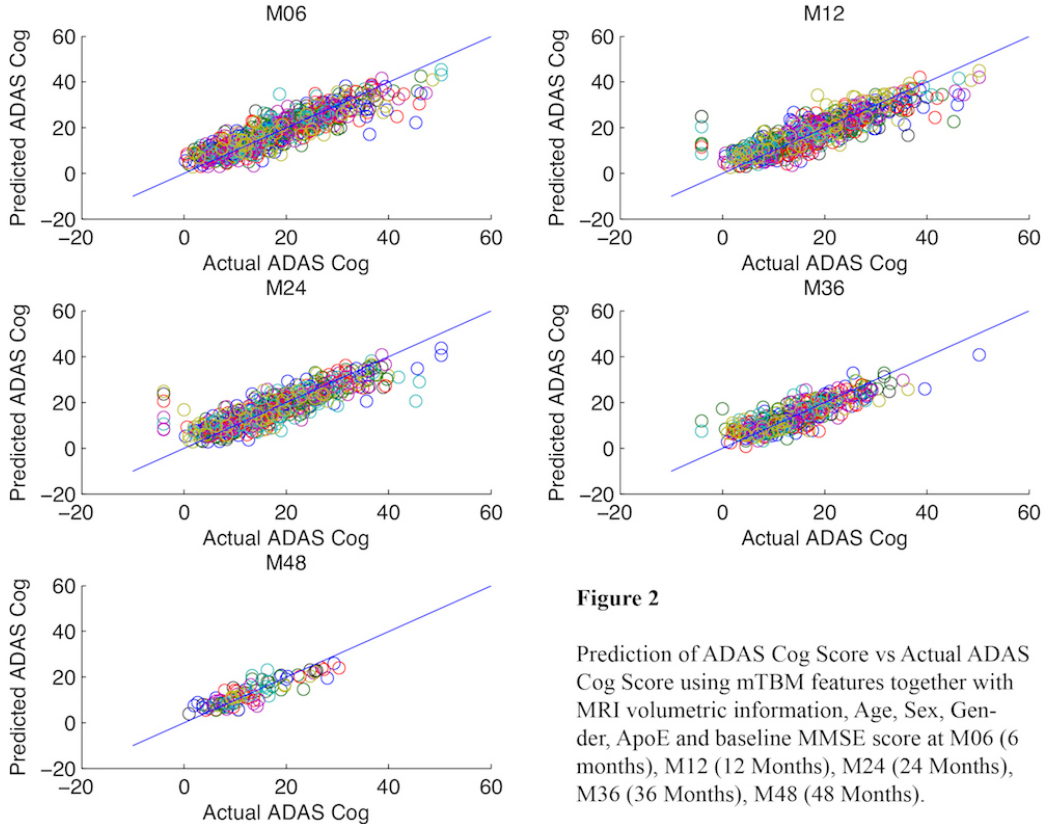 M06
60
40
20
0
−20
−20 0 20 40 60
Predicted ADAS Cog
Actual ADAS Cog
M12
60
40
20
0
−20
−20 0 20 40 60
Predicted ADAS Cog
Actual ADAS Cog
M24
60
40
20
0
−20
−20 0 20 40 60
Predicted ADAS Cog
Actual ADAS Cog
M36
60
40
20
0
−20
−20 0 20 40 60
Predicted ADAS Cog
Actual ADAS Cog
M48
60
40
20
0
−20
−20 0 20 40 60
Predicted ADAS Cog
Actual ADAS Cog
Figure 2
Prediction of ADAS Cog Score vs Actual ADAS
Cog Score using mTBM features together with
MRI volumetric information, Age, Sex, Gen-
der, ApoE and baseline MMSE score at M06 (6
months), M12 (12 Months), M24 (24 Months),
M36 (36 Months), M48 (48 Months).